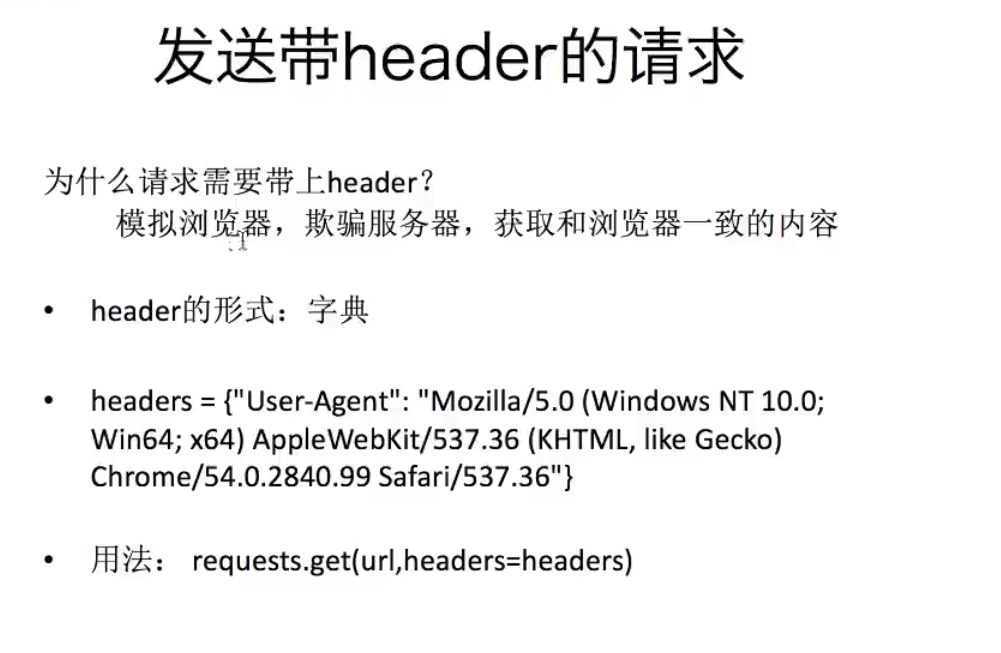 发送带header的请求
为什么请求需要带上header？
模拟浏览器，欺骗服务器，获取和浏览器一致的内容
• header的形式：字典
• headers = {"User-Agent": "Mozilla/5.0 (Windows NT 10.0;
Win64; x64) AppleWebKit/537.36 (KHTML, like Gecko)
Chrome/54.0.2840.99 Safari/537.36"}
• 用法： requests.get(url,headers=headers)